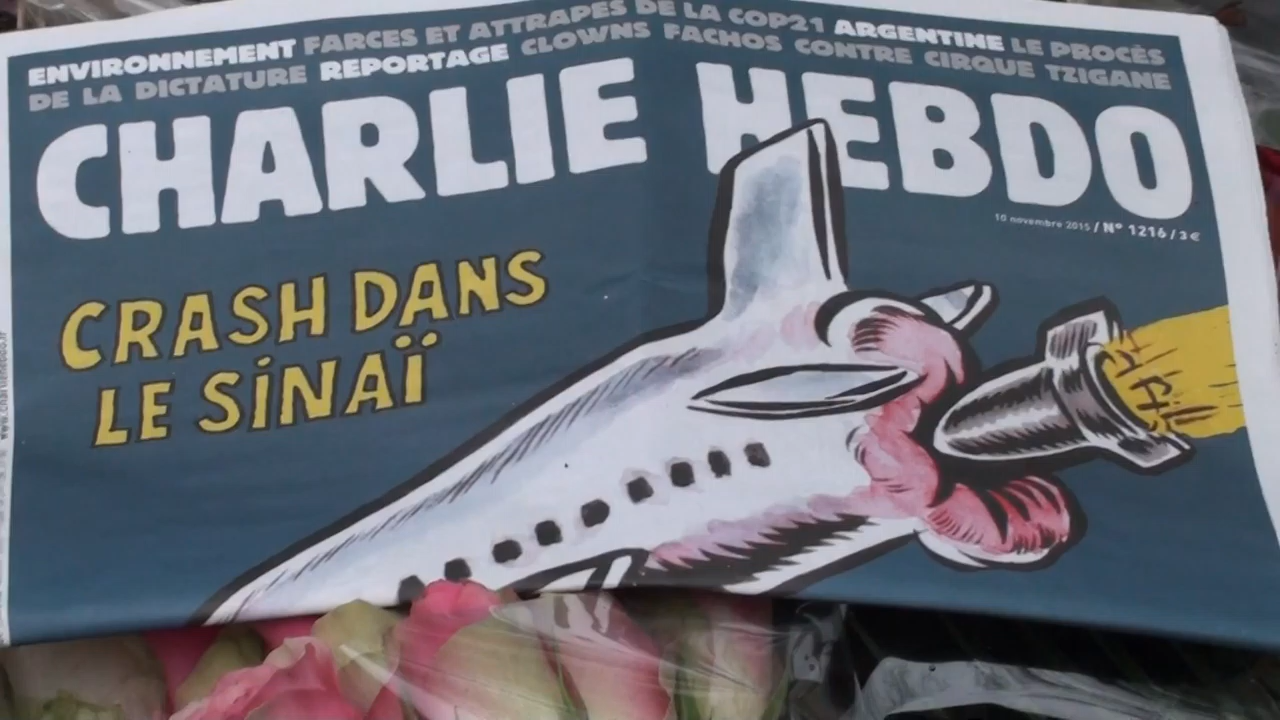 ENVIRONNEMENT FARCES ET ATTRAPES DE LA COP21 ARGENTINE LE PROCÈS
DE LA DICTATURE REPORTAGE CLOWNS FACHOS CONTRE CIRQUE TZIGANE
CHARLIE HEBDO
10 novembre 2015 / Nº 1216 / 3 €
CRASH DANS
LE SINAÏ